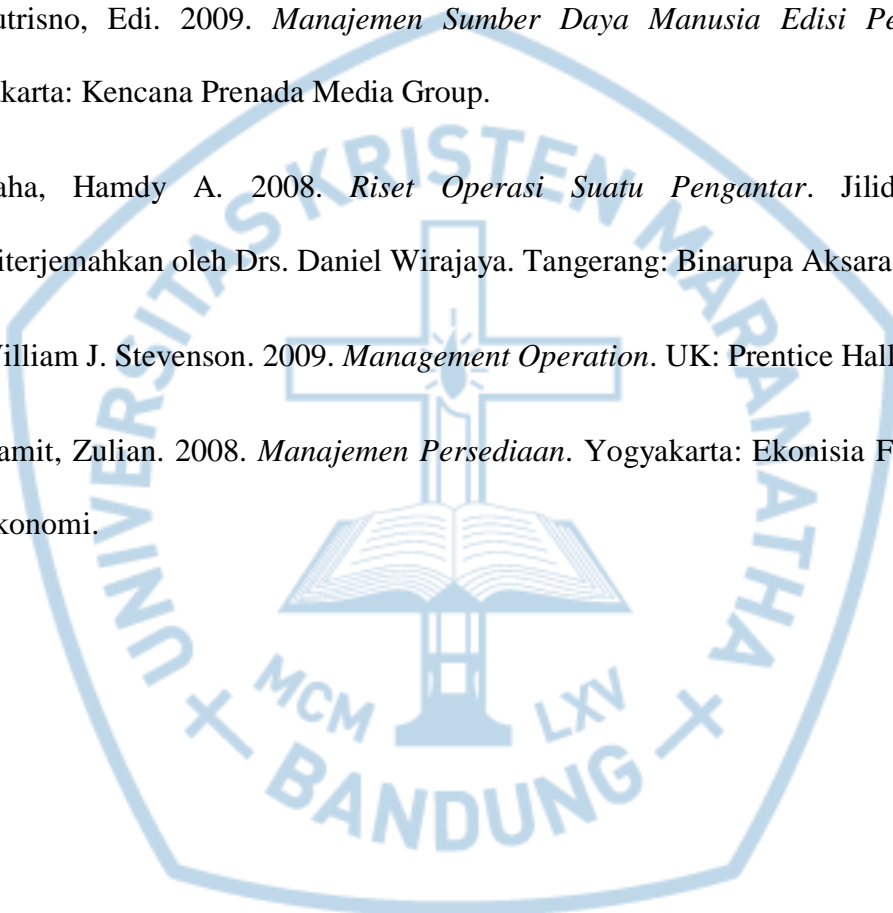 utrisno, Edi. 2009. Manajemen Sumber Daya Manusia Edisi Pe
akarta: Kencana Prenada Media Group.
aha, Hamdy A. 2008. Riset Operasi Suatu Pengantar. Jilid
iterjemahkan oleh Drs. Daniel Wirajaya. Tangerang: Binarupa Aksara
William J. Stevenson. 2009. Management Operation. UK: Prentice Hall
amit, Zulian. 2008. Manajemen Persediaan. Yogyakarta: Ekonisia F
konomi.
UNIVERSITAS KRISTEN MARANATHA
MCM LXV
BANDUNG